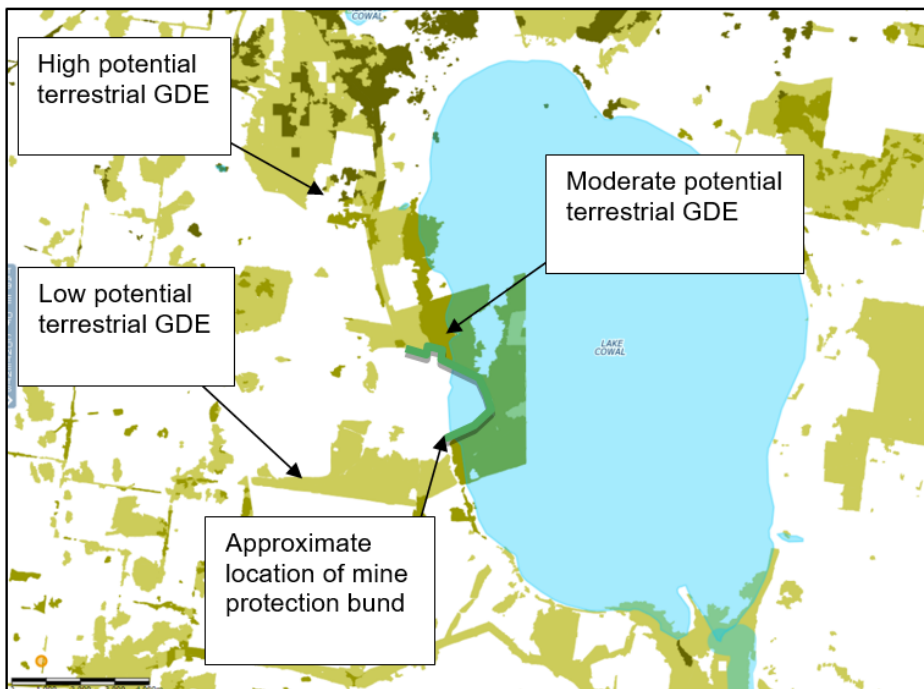 COWAL
High potential
terrestrial GDE
Moderate potential
terrestrial GDE
Low potential
terrestrial GDE
LAKE
COWAL
Approximate
location of mine
protection bund